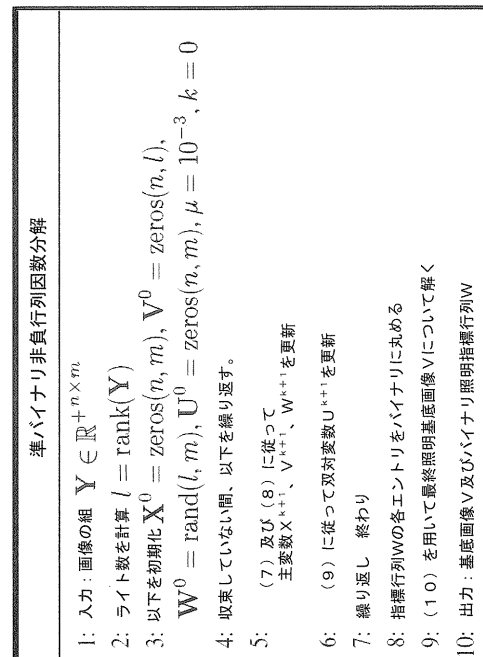 準バイナリ非負行列因数分解
1: 入力：画像の組 Y ∈ ℝ^{+n×m}
2: ライト数を計算 l = rank(Y)
3: 以下を初期化 X⁰ = zeros(n, m), V⁰ = zeros(n, l),
W⁰ = rand(l, m), U⁰ = zeros(n, m), μ = 10⁻³, k = 0
4: 収束していない間、以下を繰り返す。
5: （7）及び（8）に従って
主変数X^{k+1}、V^{k+1}、W^{k+1}を更新
6: （9）に従って双対変数U^{k+1}を更新
7: 繰り返し 終わり
8: 指標行列Wの各エントリをバイナリに丸める
9: （10）を用いて最終照明基底画像Vについて解く
10: 出力：基底画像V及びバイナリ照明指標行列W